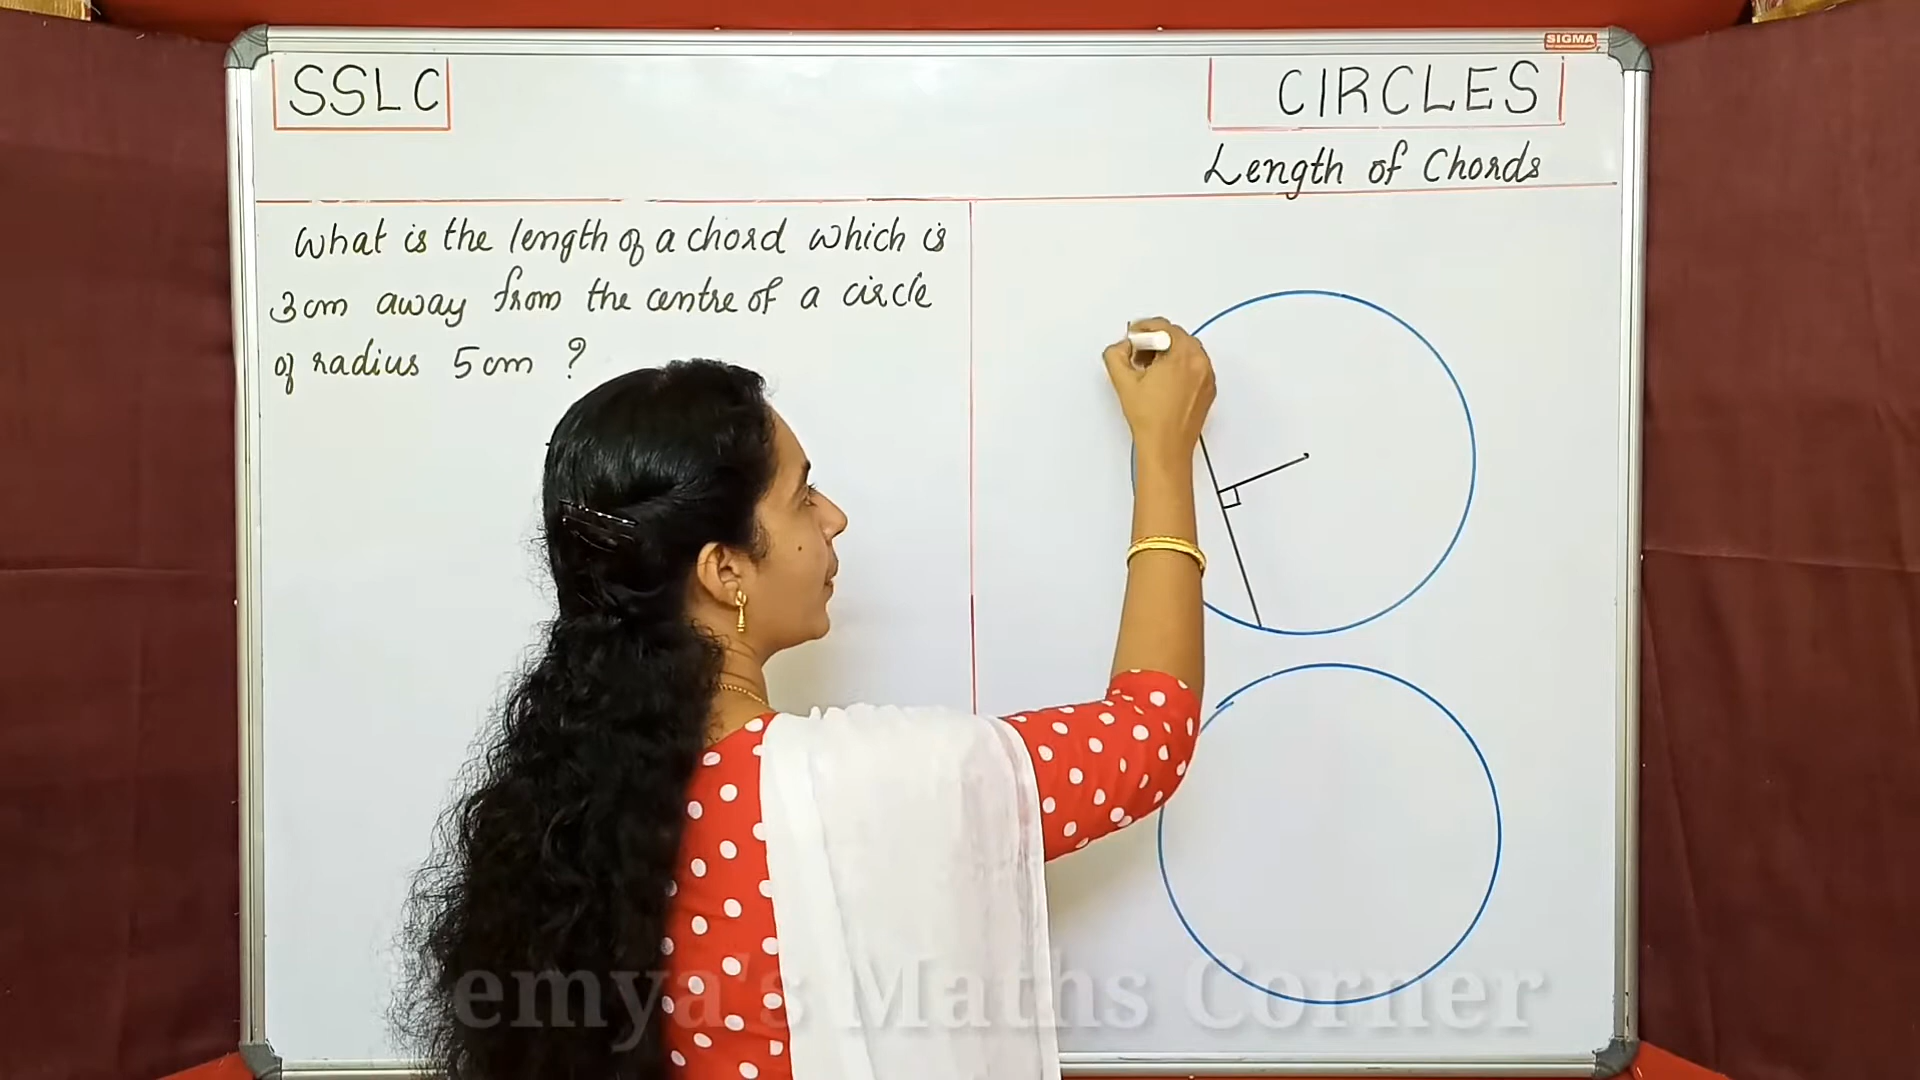 SIGMA
SSLC
CIRCLES
Length of Chords
What is the length of a chord which is
3cm away from the centre of a circle
of radius 5cm ?
emya's Maths Corner